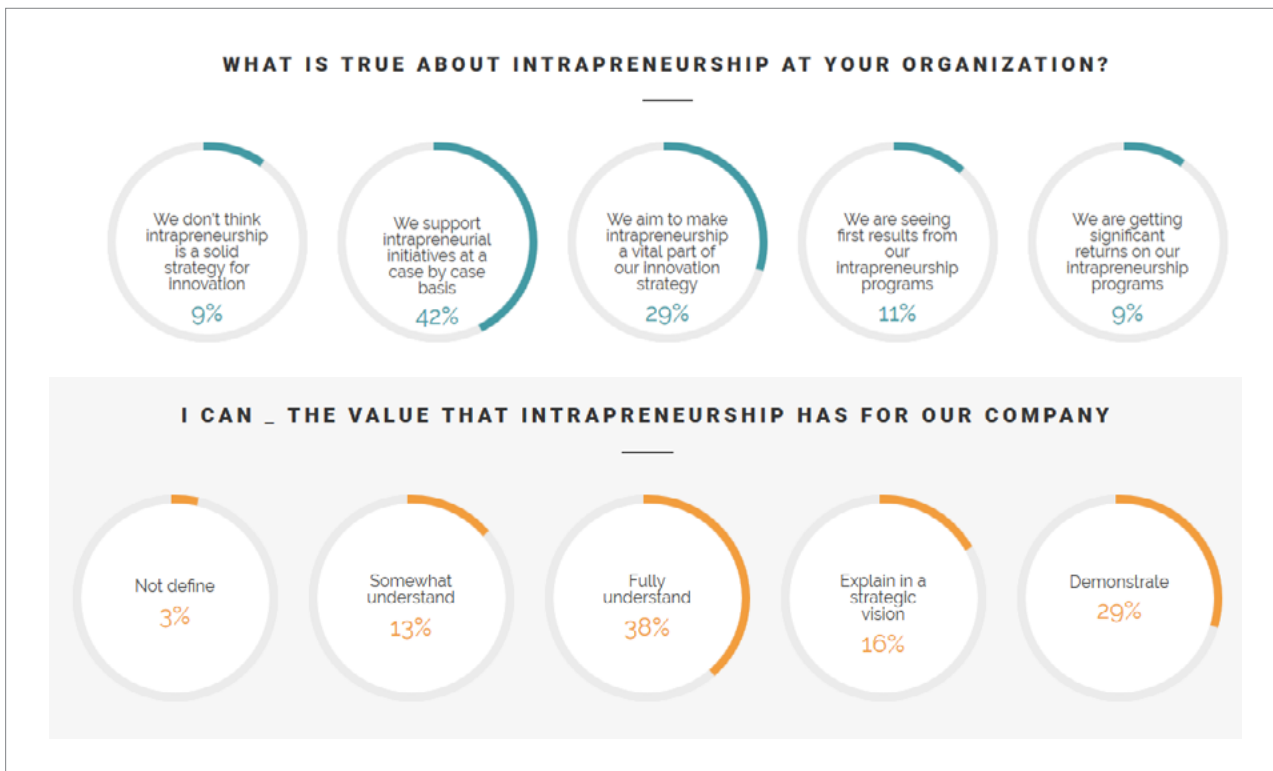 WHAT IS TRUE ABOUT INTRAPRENEURSHIP AT YOUR ORGANIZATION?
We don't think
intrapreneurship
is a solid
strategy for
innovation
9%
We support
intrapreneurial
initiatives at a
case by case
basis
42%
We aim to make
intrapreneurship
a vital part of
our innovation
strategy
29%
We are seeing
first results from
our
intrapreneurship
programs
11%
We are getting
significant
returns on our
intrapreneurship
programs
9%
I CAN _ THE VALUE THAT INTRAPRENEURSHIP HAS FOR OUR COMPANY
Not define
3%
Somewhat
understand
13%
Fully
understand
38%
Explain in a
strategic
vision
16%
Demonstrate
29%